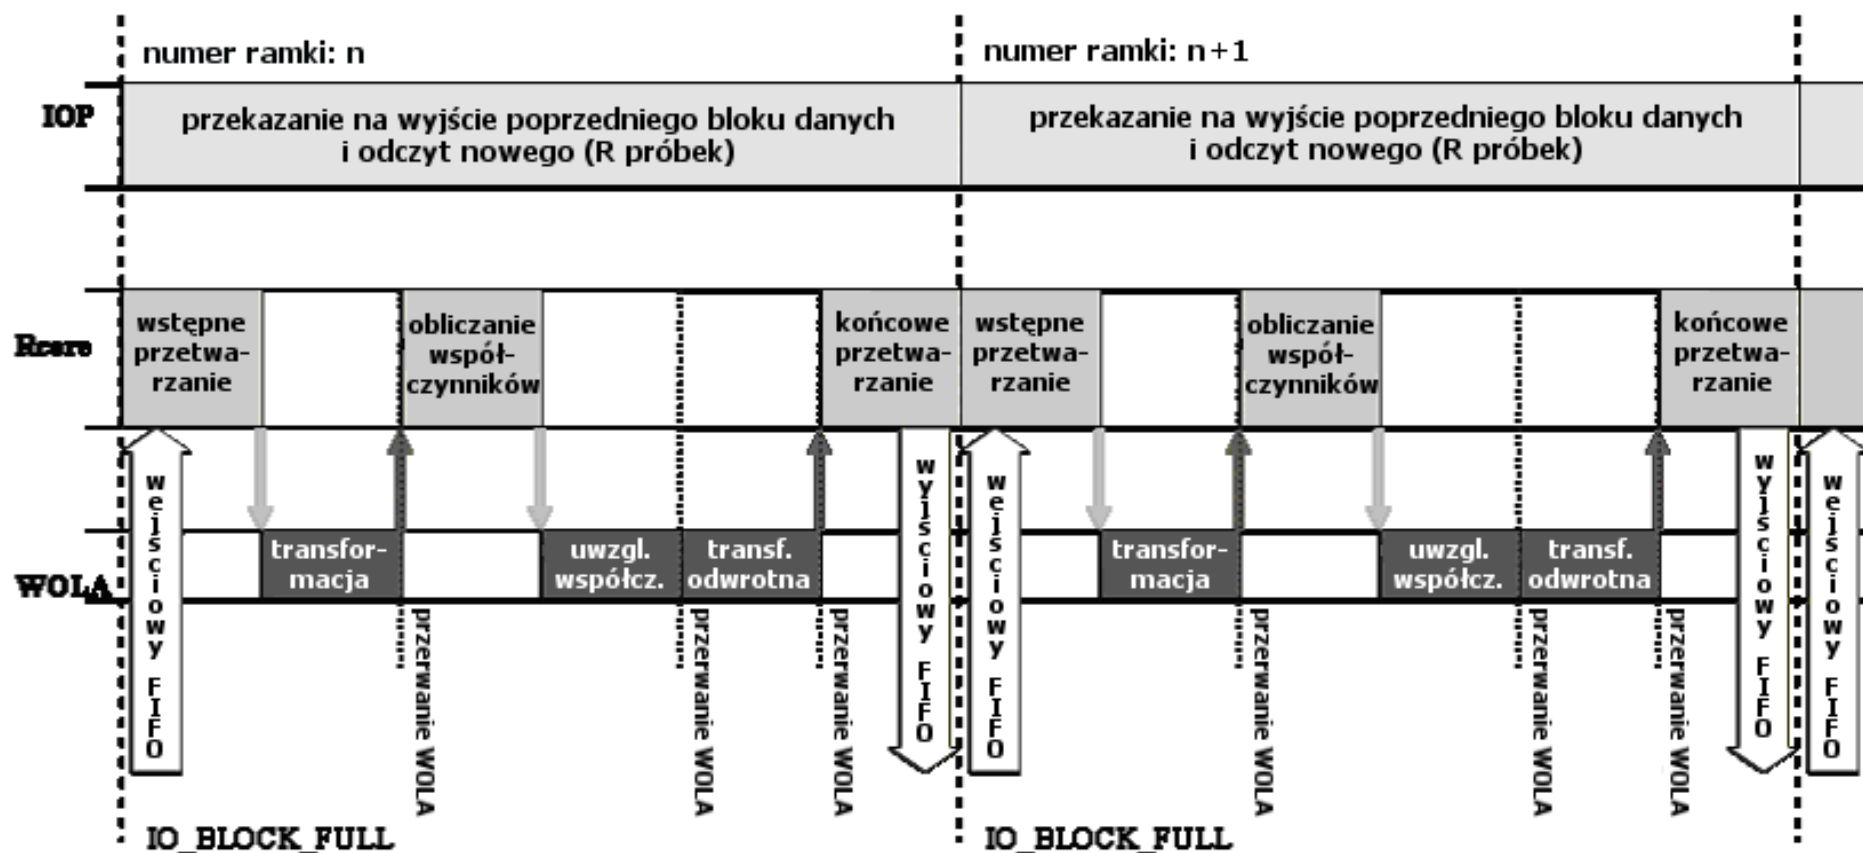 numer ramki: n
numer ramki: n+1
IOP
przekazanie na wyjście poprzedniego bloku danych
i odczyt nowego (R próbek)
przekazanie na wyjście poprzedniego bloku danych
i odczyt nowego (R próbek)
Rcore
wstępne
przetwa-
rzanie
obliczanie
współ-
czynników
końcowe
przetwa-
rzanie
wstępne
przetwa-
rzanie
obliczanie
współ-
czynników
końcowe
przetwa-
rzanie
WOLA
wejściowy FIFO
transfor-
macja
uwzgl.
współcz.
transf.
odwrotna
wyjściowy FIFO
wejściowy FIFO
transfor-
macja
uwzgl.
współcz.
transf.
odwrotna
wyjściowy FIFO
wejściowy FIFO
przerwanie WOLA
przerwanie WOLA
przerwanie WOLA
przerwanie WOLA
przerwanie WOLA
przerwanie WOLA
IO_BLOCK_FULL
IO_BLOCK_FULL